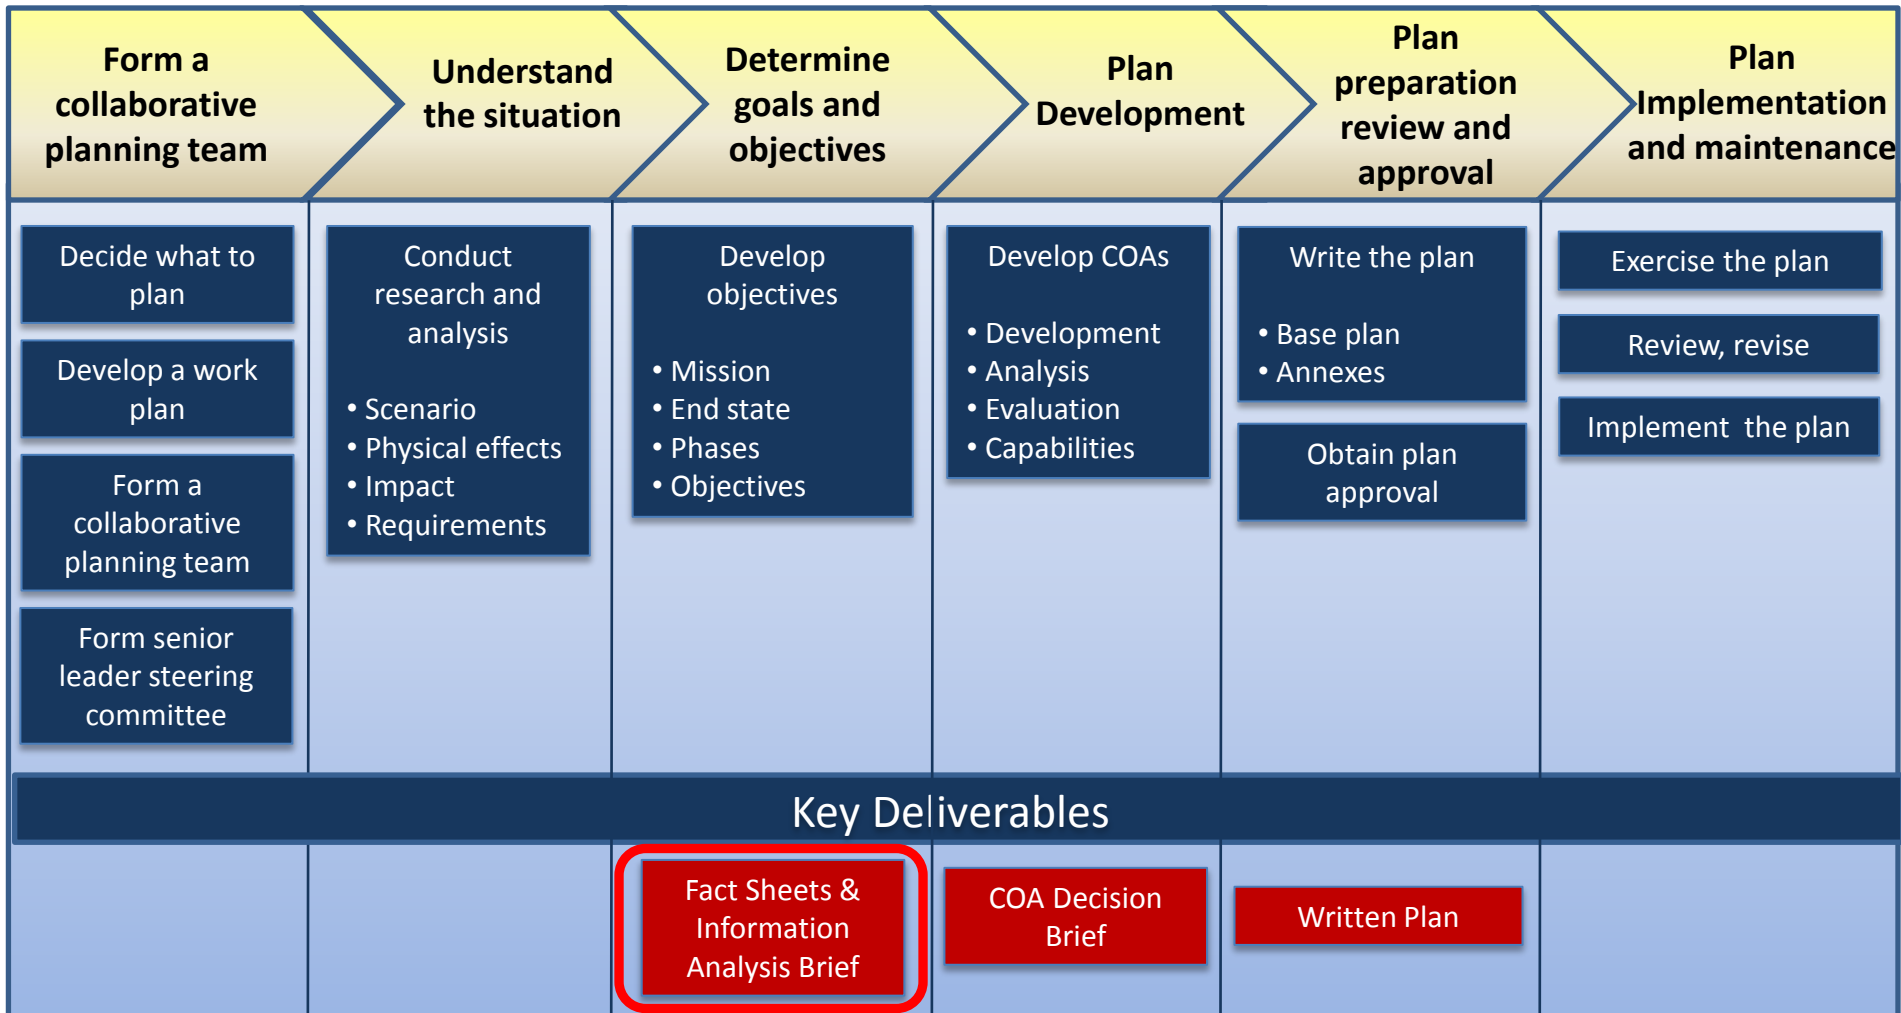 Form a
collaborative
planning team
Understand
the situation
Determine
goals and
objectives
Plan
Development
Plan
preparation
review and
approval
Plan
Implementation
and maintenance
Decide what to
plan
Develop a work
plan
Form a
collaborative
planning team
Form senior
leader steering
committee
Conduct
research and
analysis
• Scenario
• Physical effects
• Impact
• Requirements
Develop
objectives
• Mission
• End state
• Phases
• Objectives
Develop COAs
• Development
• Analysis
• Evaluation
• Capabilities
Write the plan
• Base plan
• Annexes
Obtain plan
approval
Exercise the plan
Review, revise
Implement  the plan
Key Deliverables
Fact Sheets &
Information
Analysis Brief
COA Decision
Brief
Written Plan